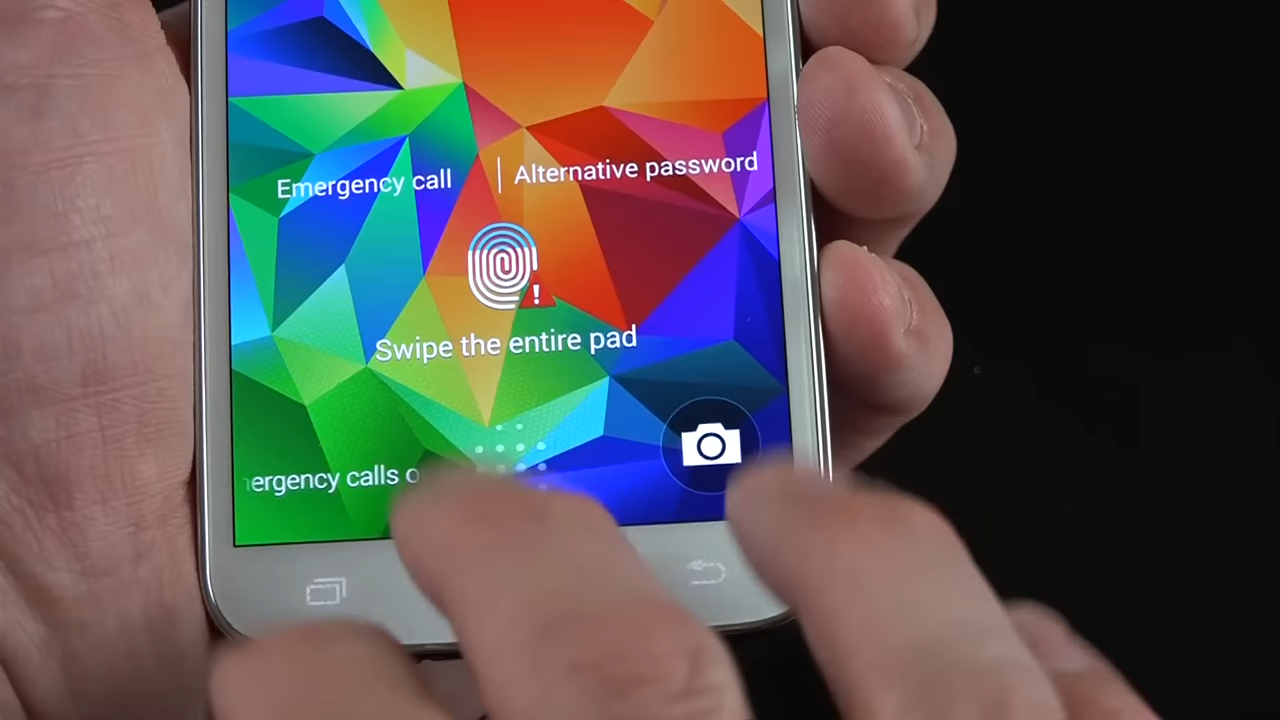 Emergency call | Alternative password
!
Swipe the entire pad
ergency calls o